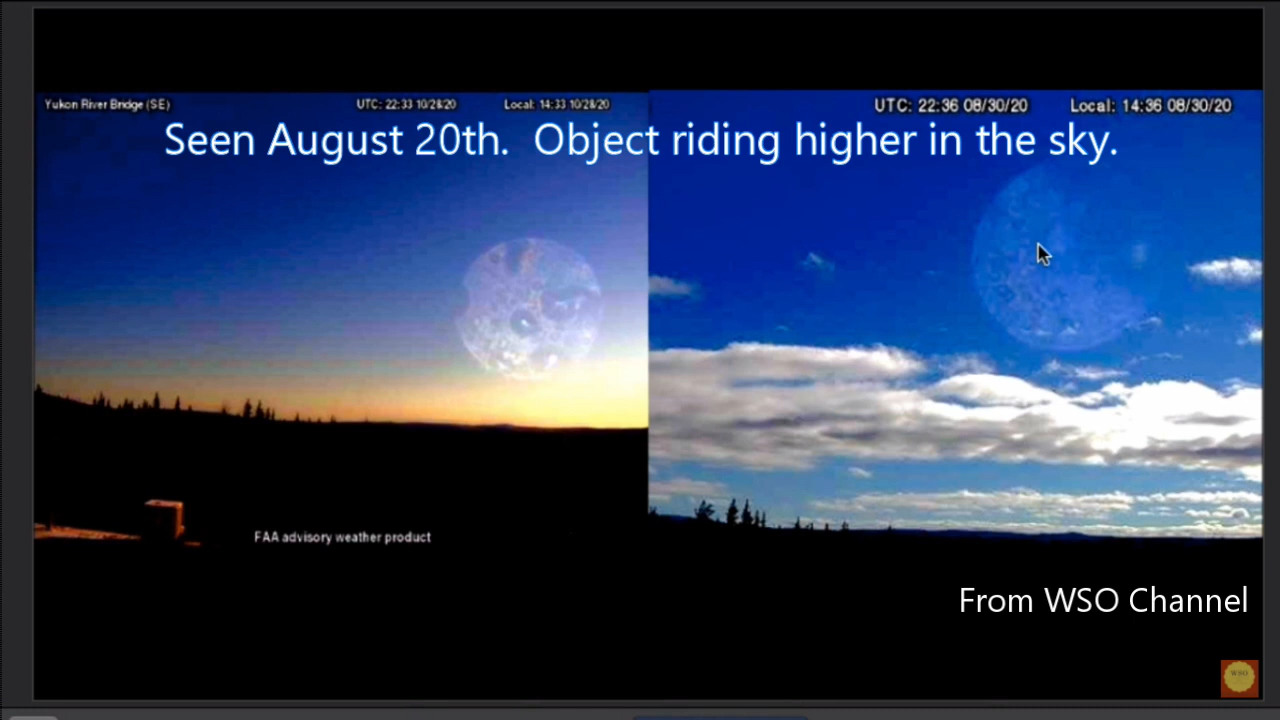 Yukon River Bridge (SE) UTC: 22:33 10/28/20 Local: 14:33 10/28/20 UTC: 22:36 08/30/20 Local: 14:36 08/30/20
Seen August 20th. Object riding higher in the sky.
FAA advisory weather product
From WSO Channel
WSO